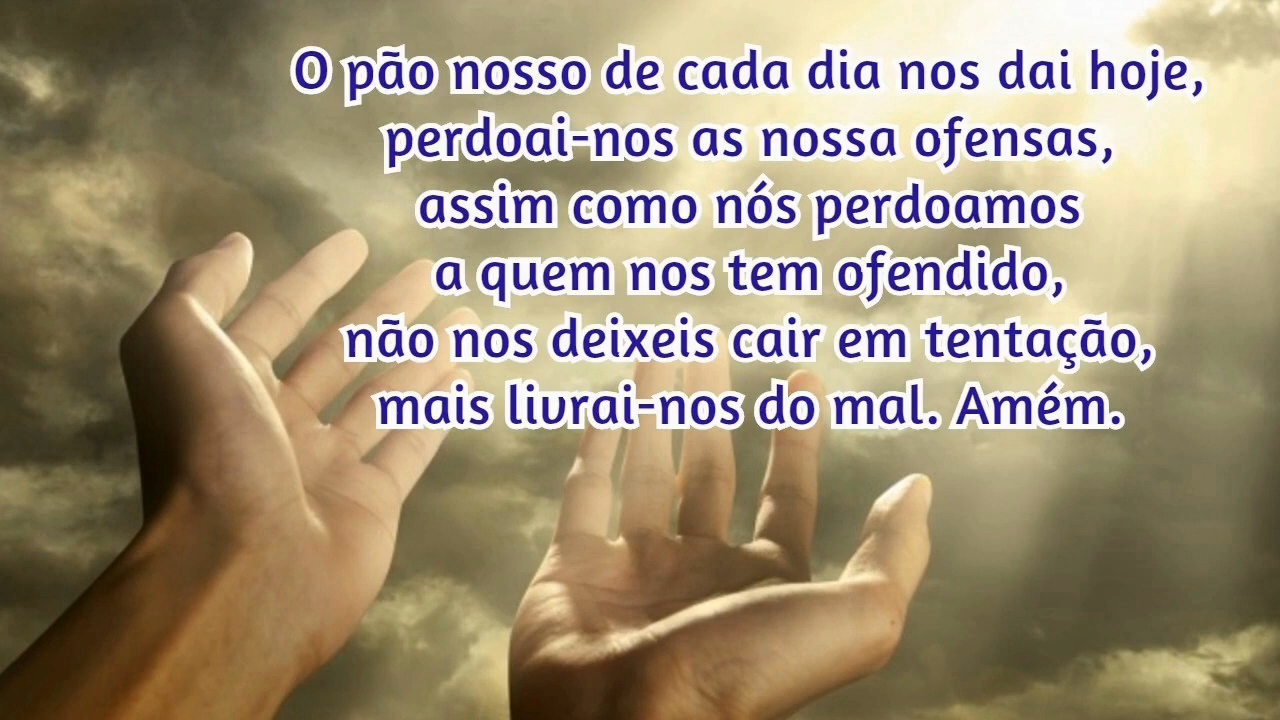 O pão nosso de cada dia nos dai hoje,
perdoai-nos as nossa ofensas,
assim como nós perdoamos
a quem nos tem ofendido,
não nos deixeis cair em tentação,
mais livrai-nos do mal. Amém.